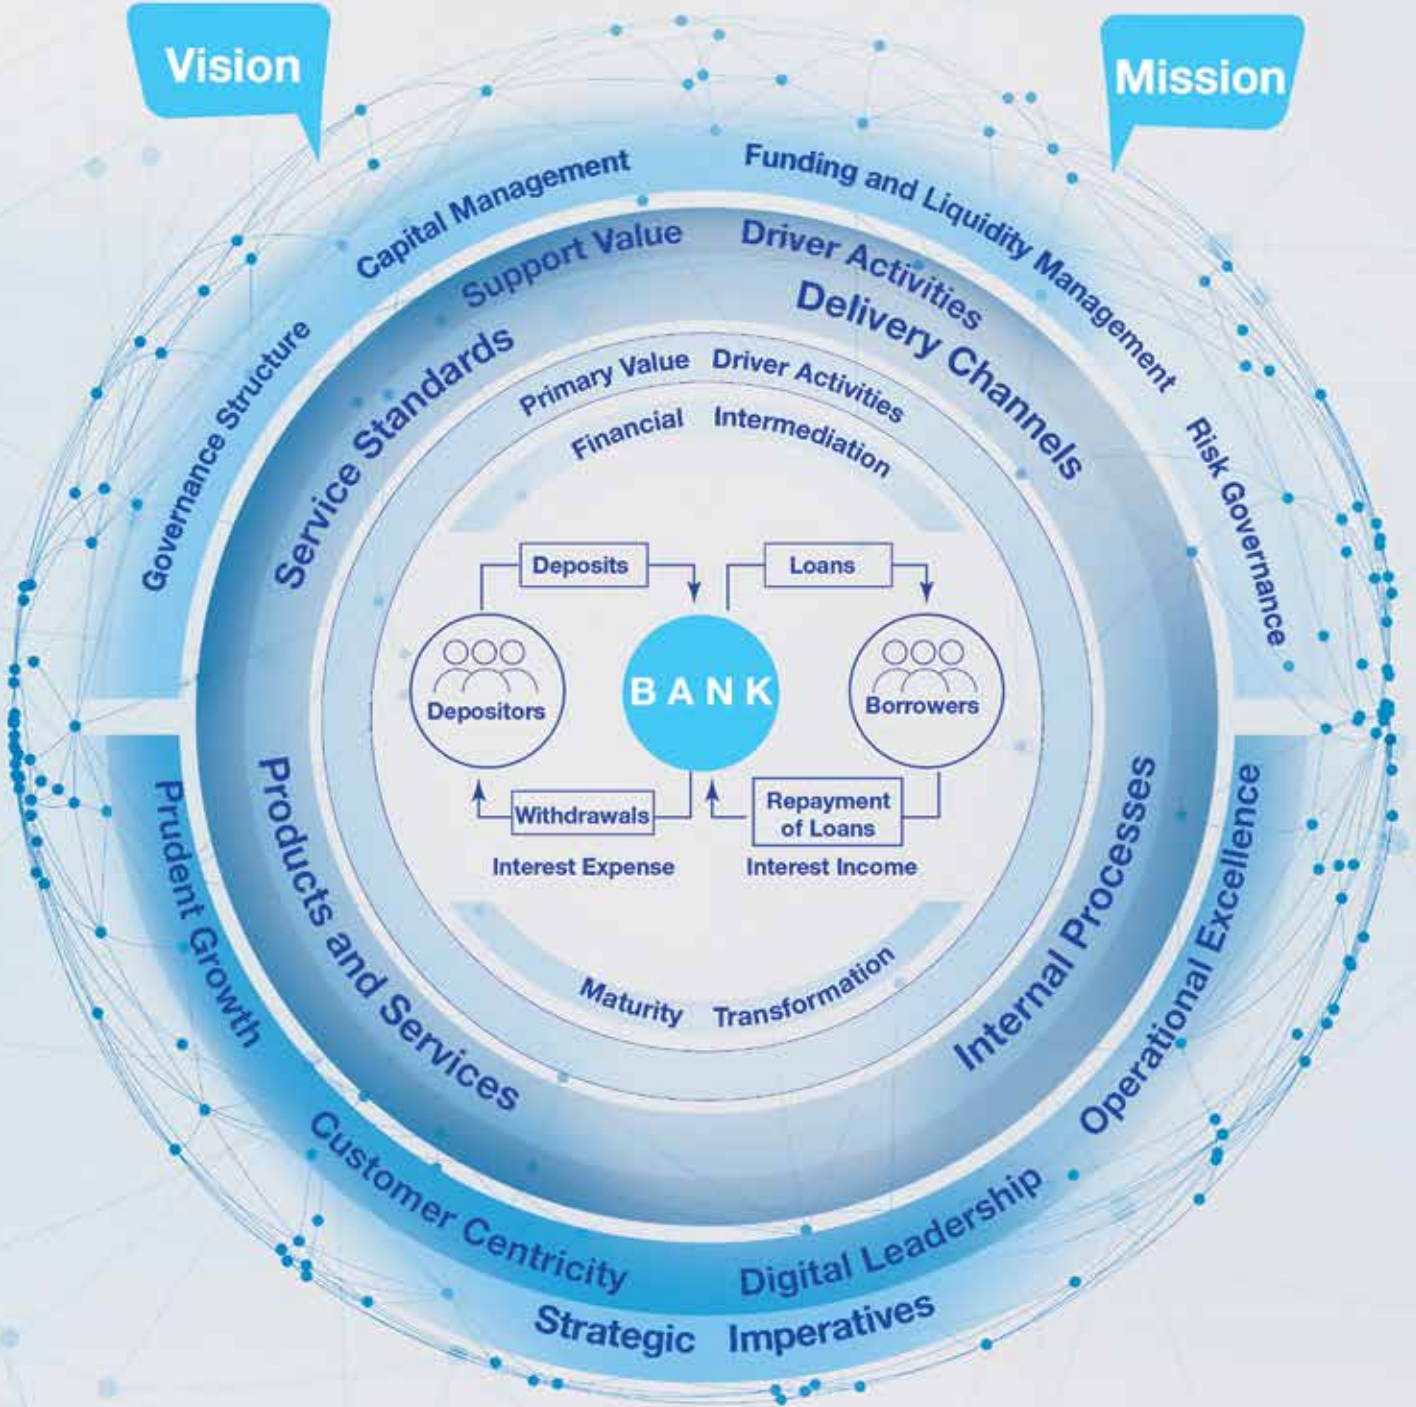 Vision
Mission
Capital Management
Funding and Liquidity Management
Governance Structure
Risk Governance
Support Value Driver Activities
Service Standards
Delivery Channels
Primary Value Driver Activities
Financial Intermediation
Deposits
Loans
Depositors
BANK
Borrowers
Withdrawals
Repayment
of Loans
Interest Expense
Interest Income
Maturity Transformation
Products and Services
Internal Processes
Prudent Growth
Operational Excellence
Customer Centricity
Digital Leadership
Strategic Imperatives